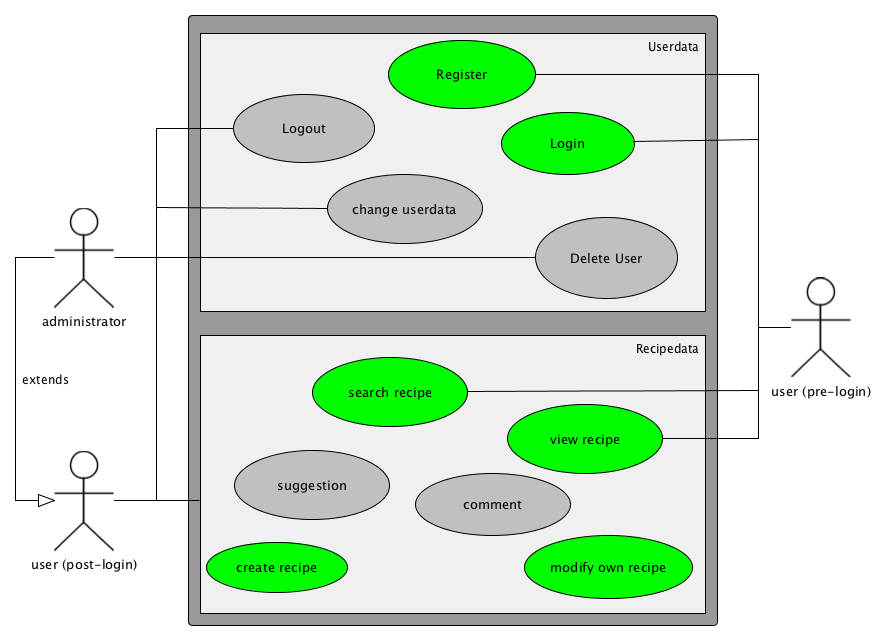 Userdata
Register
Logout
Login
change userdata
Delete User
administrator
Recipedata
extends
search recipe
user (pre-login)
view recipe
suggestion
comment
user (post-login)
create recipe
modify own recipe